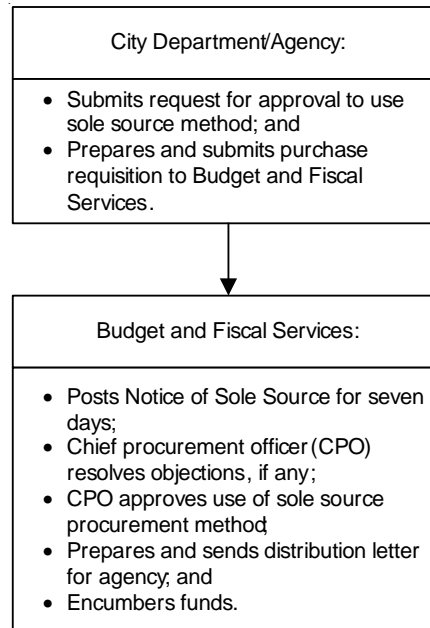 City Department/Agency:
• Submits request for approval to use
sole source method; and
• Prepares and submits purchase
requisition to Budget and Fiscal
Services.
Budget and Fiscal Services:
• Posts Notice of Sole Source for seven
days;
• Chief procurement officer (CPO)
resolves objections, if any;
• CPO approves use of sole source
procurement method;
• Prepares and sends distribution letter
for agency; and
• Encumbers funds.